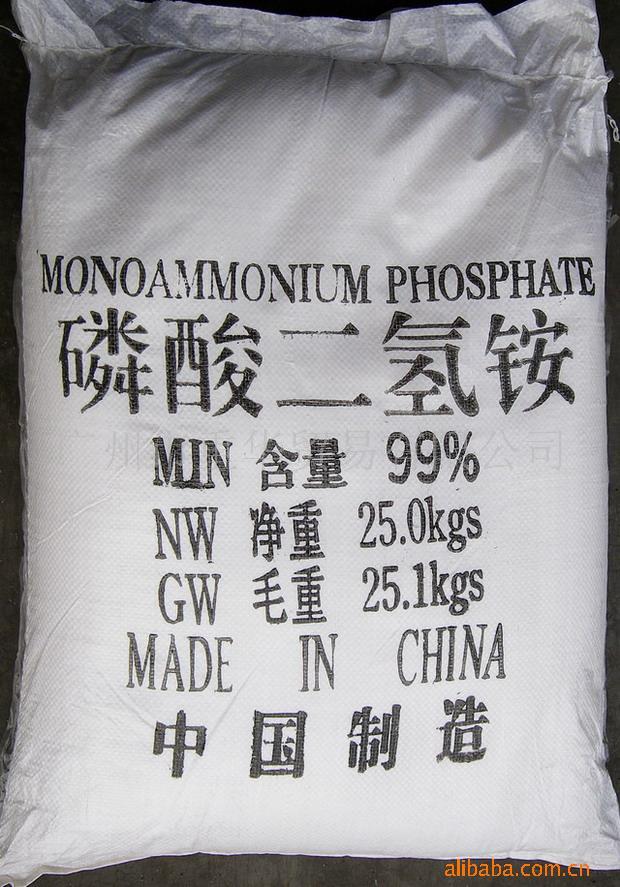 MONOAMMONIUM PHOSPHATE
磷酸二氢铵
MIN 含量 99%
NW 净重 25.0kgs
GW 毛重 25.1kgs
MADE IN CHINA
中国制造
alibaba.com.cn